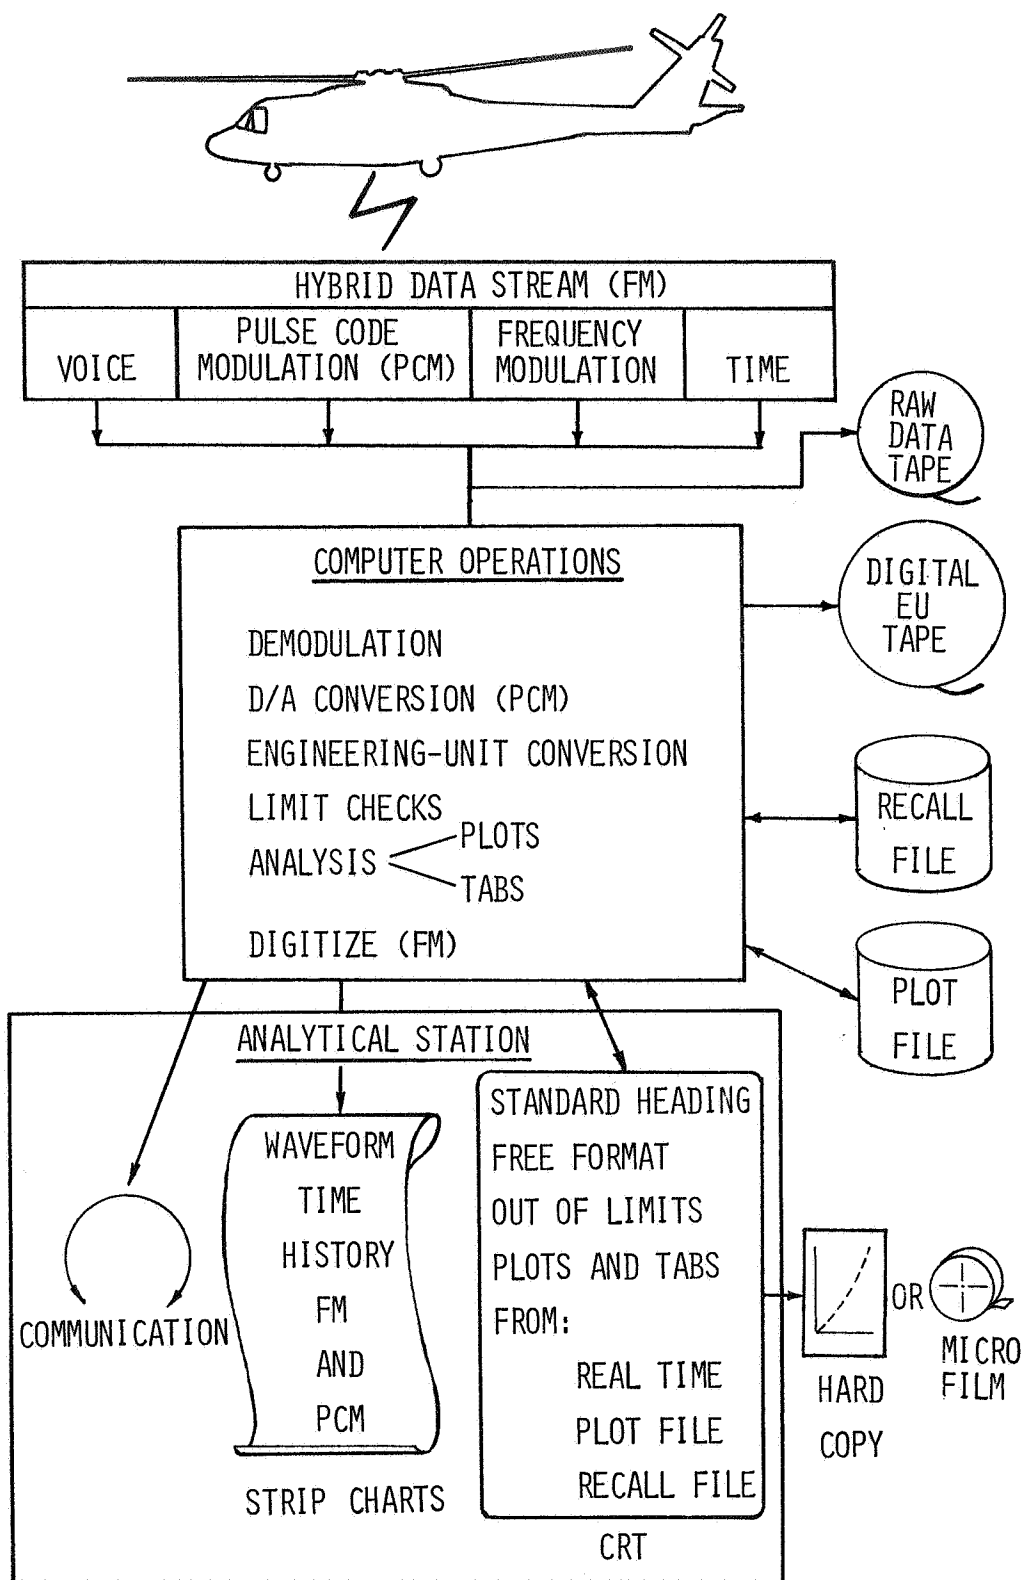 HYBRID DATA STREAM (FM)
VOICE
PULSE CODE
MODULATION (PCM)
FREQUENCY
MODULATION
TIME
RAW
DATA
TAPE
COMPUTER OPERATIONS
DEMODULATION
D/A CONVERSION (PCM)
ENGINEERING-UNIT CONVERSION
LIMIT CHECKS
ANALYSIS
PLOTS
TABS
DIGITIZE (FM)
DIGITAL
EU
TAPE
RECALL
FILE
PLOT
FILE
ANALYTICAL STATION
COMMUNICATION
WAVEFORM
TIME
HISTORY
FM
AND
PCM
STRIP CHARTS
STANDARD HEADING
FREE FORMAT
OUT OF LIMITS
PLOTS AND TABS
FROM:
REAL TIME
PLOT FILE
RECALL FILE
CRT
OR
HARD
COPY
MICRO
FILM